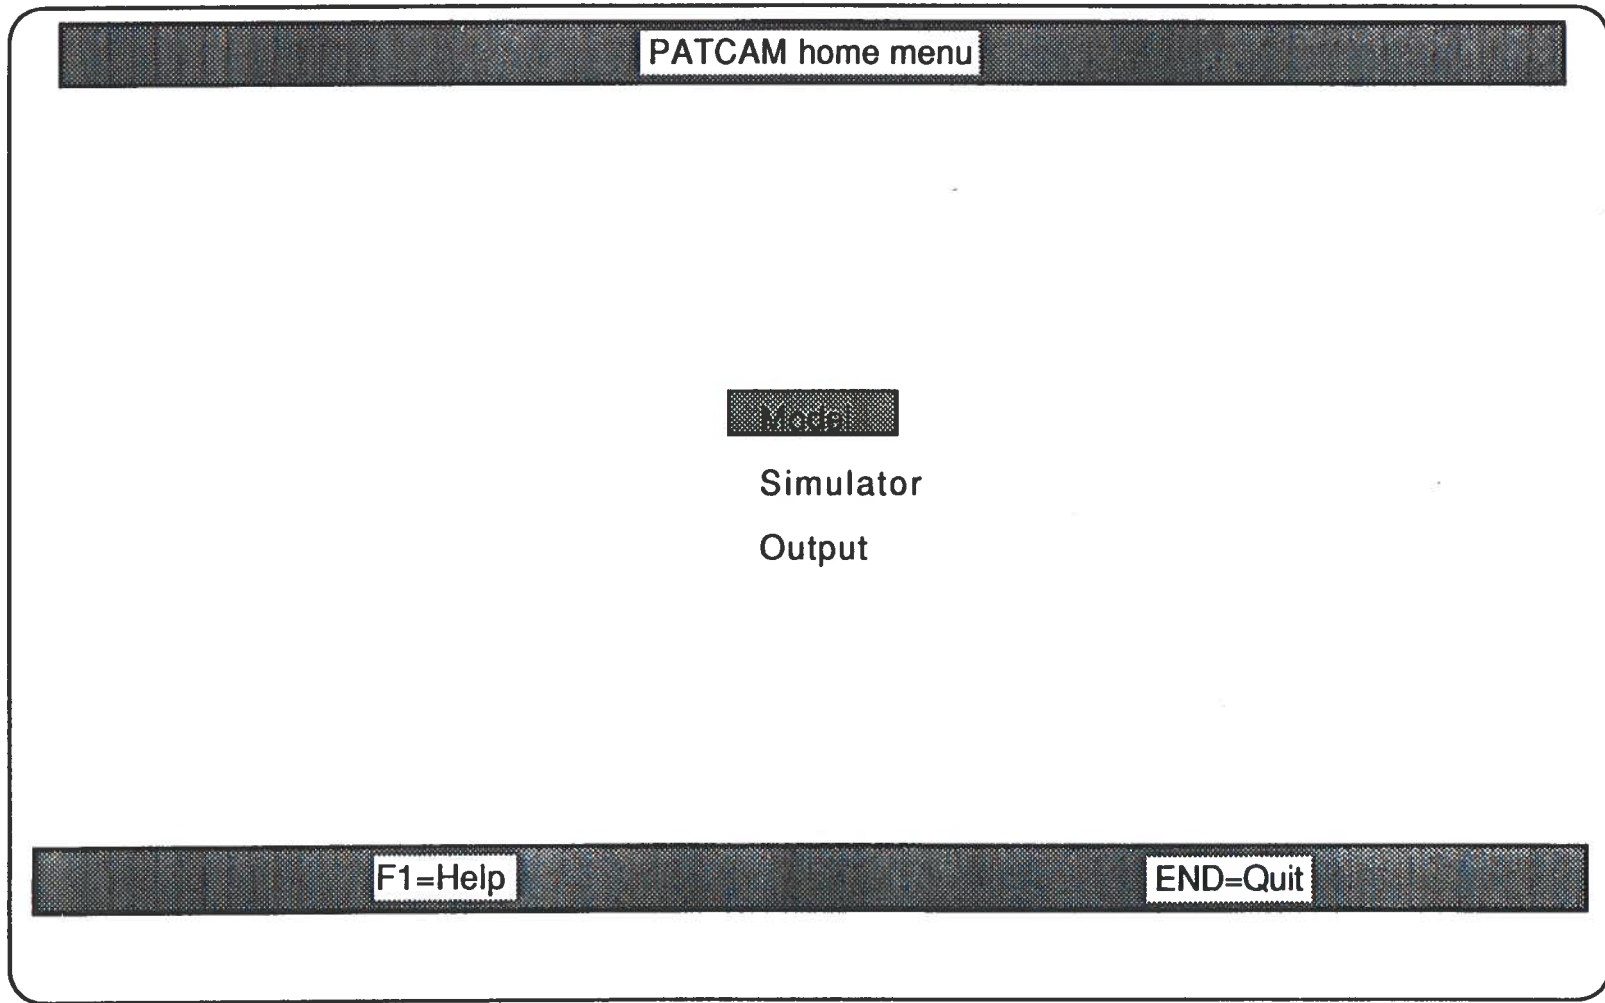 PATCAM home menu
Model
Simulator
Output
F1=Help
END=Quit